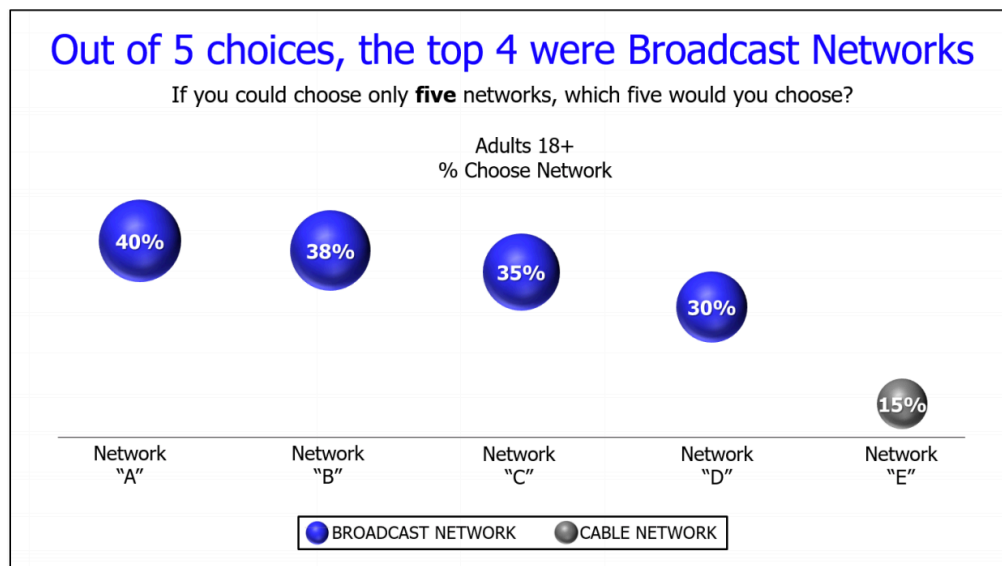 Out of 5 choices, the top 4 were Broadcast Networks
If you could choose only five networks, which five would you choose?
Adults 18+
% Choose Network
40%
38%
35%
30%
15%
Network
“A”
Network
“B”
Network
“C”
Network
“D”
Network
“E”
BROADCAST NETWORK
CABLE NETWORK